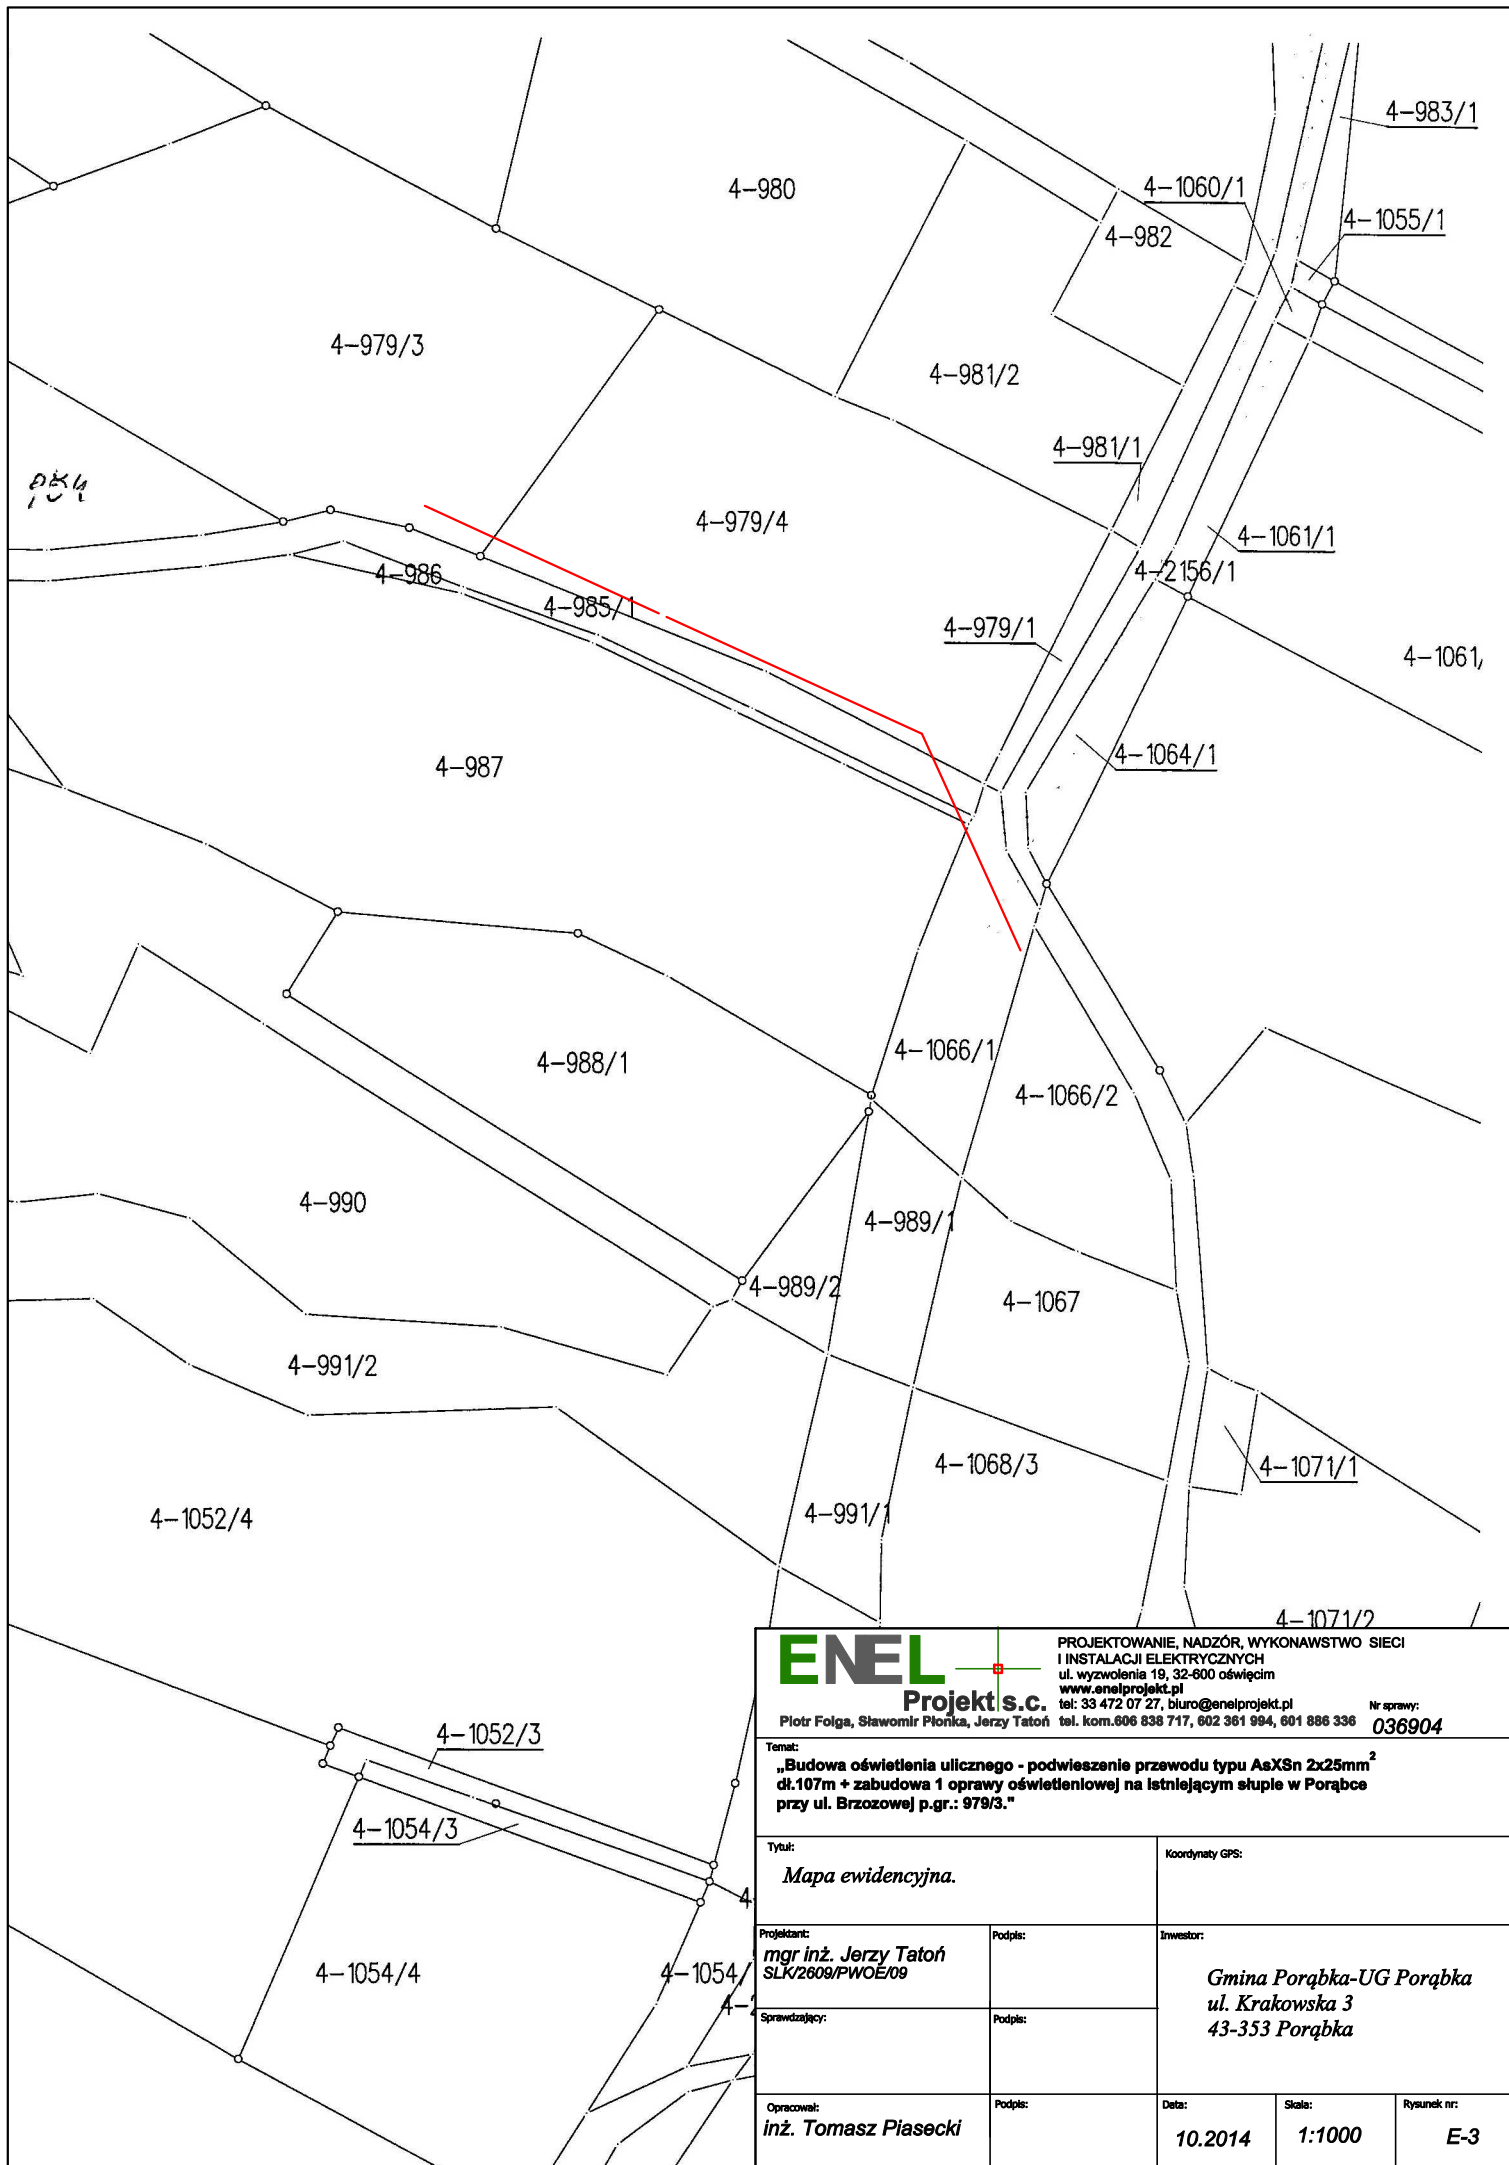 4-983/1
4-1060/1
4-980
4-1055/1
4-982
4-979/3
4-981/2
4-981/1
4-979/4
4-1061/1
4-2156/1
4-986
4-985/1
4-979/1
4-1061/
4-987
4-1064/1
4-1066/1
4-988/1
4-1066/2
4-990
4-989/1
4-989/2
4-1067
4-991/2
4-1068/3
4-1071/1
4-991/1
4-1052/4
4-1071/2
4-1052/3
4-1054/3
4-1054/4
4-1054/
ENEL
Projekt s.c.
Piotr Folga, Sławomir Płonka, Jerzy Tatoń
PROJEKTOWANIE, NADZÓR, WYKONAWSTWO SIECI
I INSTALACJI ELEKTRYCZNYCH
ul. wyzwolenia 19, 32-600 oświęcim
www.enelprojekt.pl
tel: 33 472 07 27, biuro@enelprojekt.pl
tel. kom.606 838 717, 602 361 994, 601 886 336
Nr sprawy:
036904
Temat:
„Budowa oświetlenia ulicznego - podwieszenie przewodu typu AsXSn 2x25mm²
dł.107m + zabudowa 1 oprawy oświetleniowej na istniejącym słupie w Porąbce
przy ul. Brzozowej p.gr.: 979/3."
Tytuł:
Mapa ewidencyjna.
Koordynaty GPS:
Projektant:
mgr inż. Jerzy Tatoń
SLK/2609/PWOE/09
Podpis:
Inwestor:
Gmina Porąbka-UG Porąbka
ul. Krakowska 3
43-353 Porąbka
Sprawdzający:
Podpis:
Opracował:
inż. Tomasz Piasecki
Podpis:
Data:
10.2014
Skala:
1:1000
Rysunek nr:
E-3